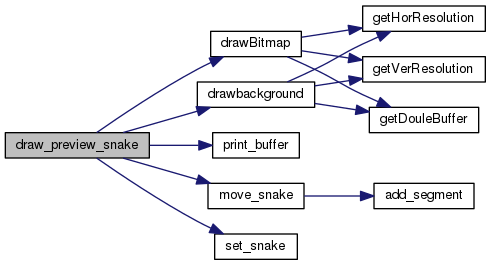 draw_preview_snake
drawBitmap
drawbackground
print_buffer
move_snake
set_snake
getHorResolution
getVerResolution
getDouleBuffer
add_segment